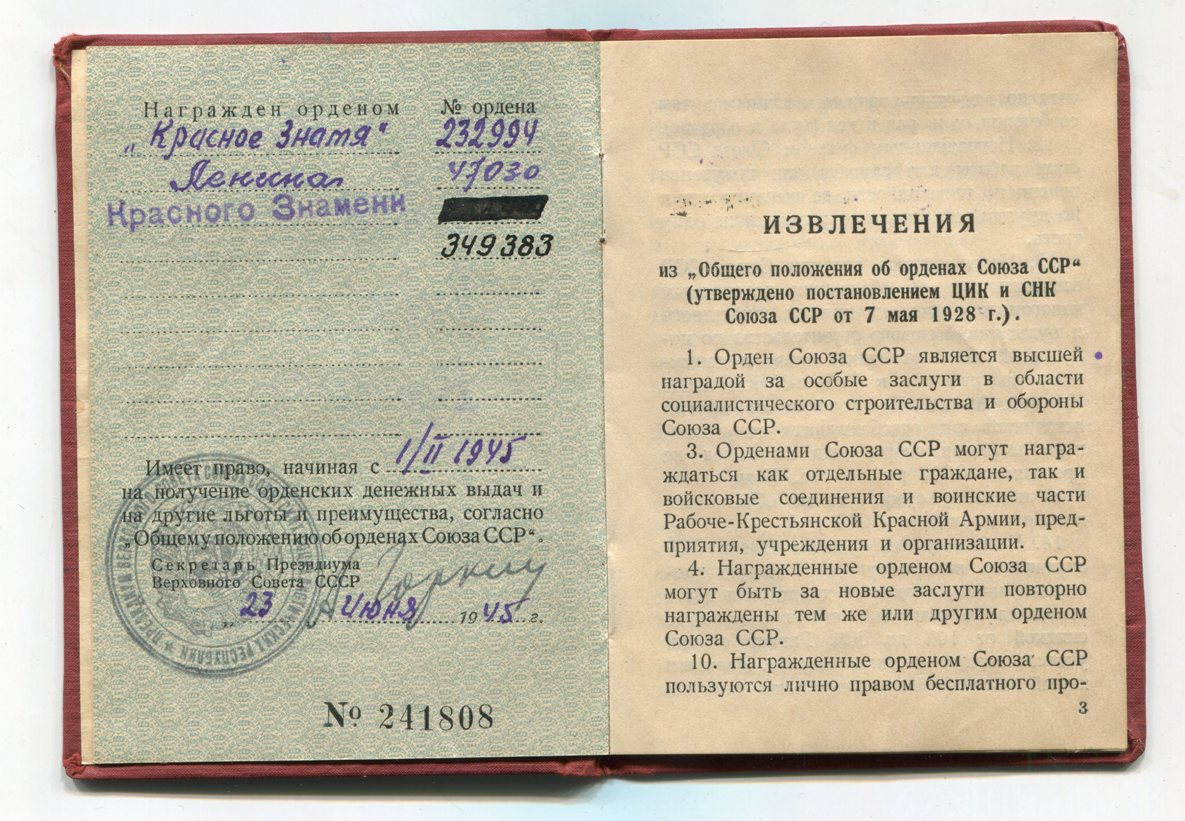 Награжден орденом № ордена
„Красное Знамя“ 232994
Ленина 47030
Красного Знамени
349383
Имеет право, начиная с 1/II 1945
на получение орденских денежных выдач и
на другие льготы и преимущества, согласно
„Общему положению об орденах Союза ССР“.
Секретарь Президиума
Верховного Совета СССР
Горкин
„23“ Июня 1945 г.
№ 241808
ИЗВЛЕЧЕНИЯ
из „Общего положения об орденах Союза ССР“
(утверждено постановлением ЦИК и СНК
Союза ССР от 7 мая 1928 г.).
1. Орден Союза ССР является высшей
наградой за особые заслуги в области
социалистического строительства и обороны
Союза ССР.
3. Орденами Союза ССР могут награ-
ждаться как отдельные граждане, так и
войсковые соединения и воинские части
Рабоче-Крестьянской Красной Армии, пред-
приятия, учреждения и организации.
4. Награжденные орденом Союза ССР
могут быть за новые заслуги повторно
награждены тем же или другим орденом
Союза ССР.
10. Награжденные орденом Союза ССР
пользуются лично правом бесплатного про-
3